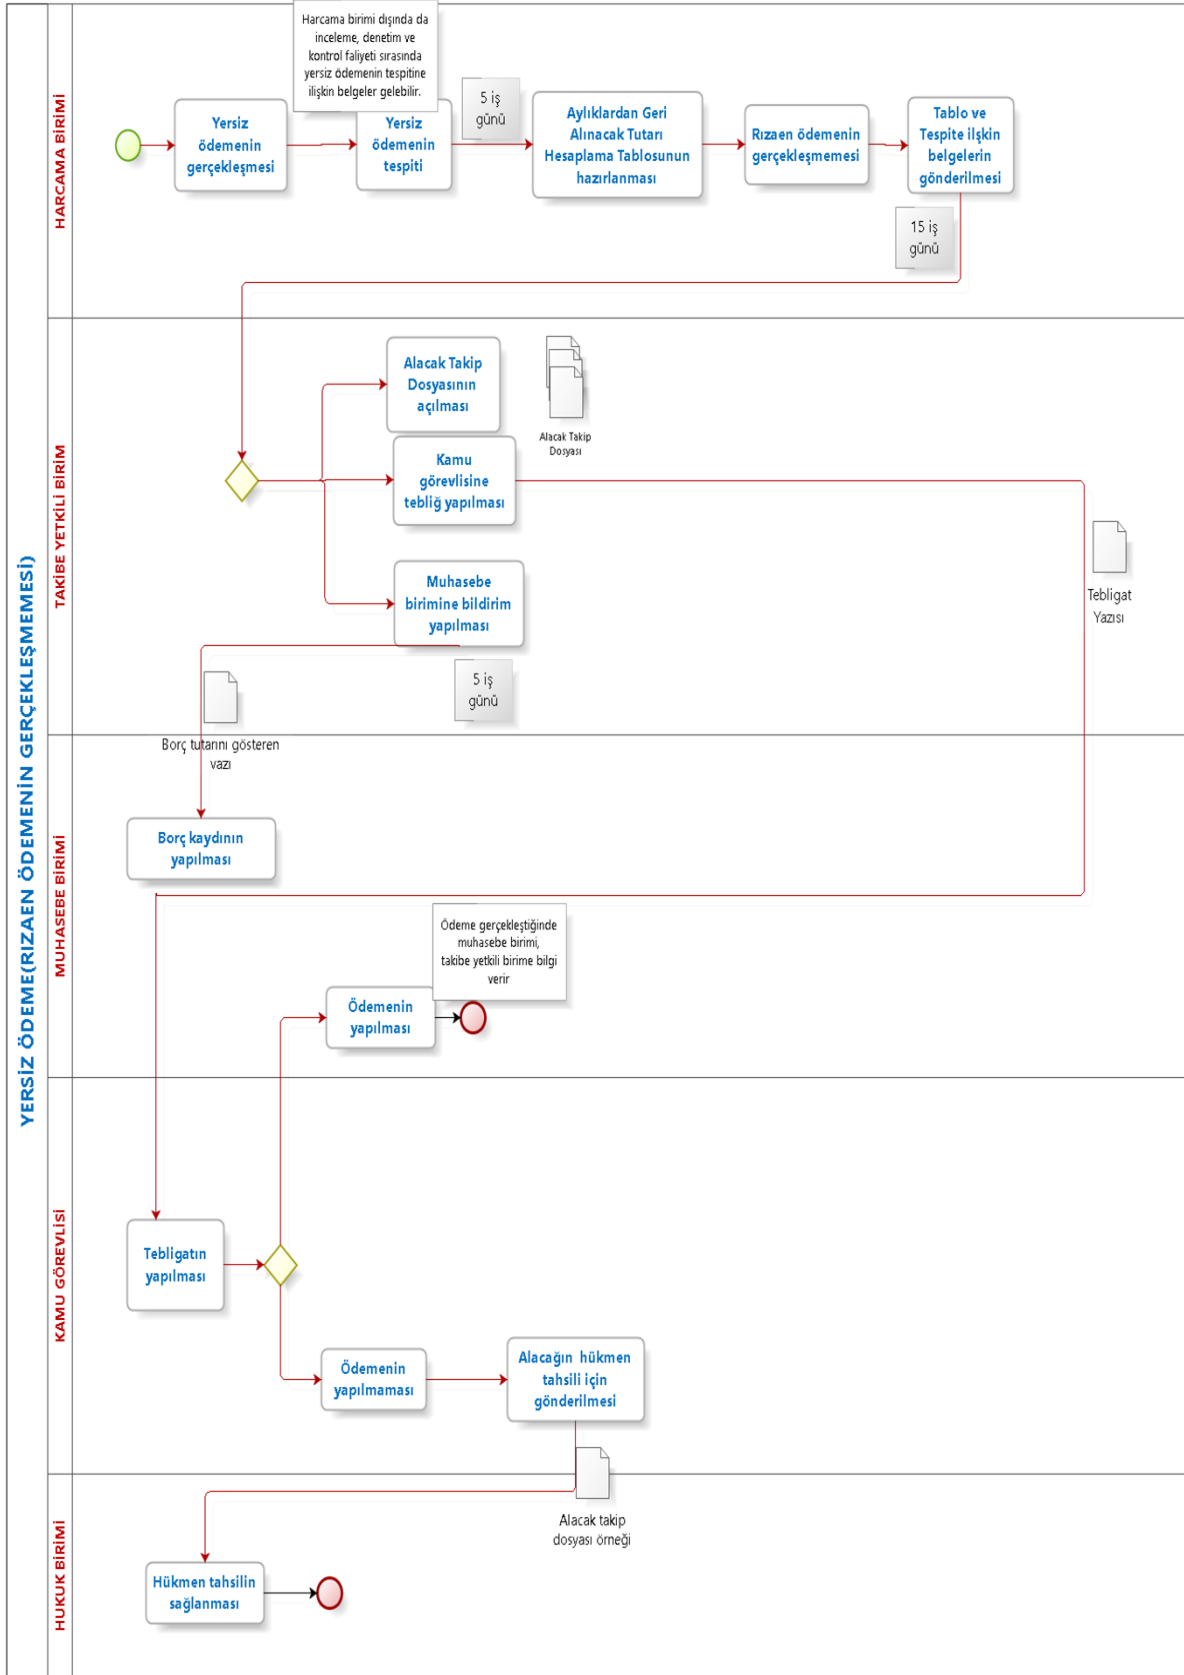 YERSİZ ÖDEME(RIZAEN ÖDEMENİN GERÇEKLEŞMEMESİ)
HARCAMA BİRİMİ
Harcama birimi dışında da
inceleme, denetim ve
kontrol faliyeti sırasında
yersiz ödemenin tespitine
ilişkin belgeler gelebilir.
Yersiz
ödemenin
gerçekleşmesi
Yersiz
ödemenin
tespiti
5 iş
günü
Aylıklardan Geri
Alınacak Tutarı
Hesaplama Tablosunun
hazırlanması
Rızaen ödemenin
gerçekleşmemesi
Tablo ve
Tespite ilşkin
belgelerin
gönderilmesi
15 iş
günü
TAKİBE YETKİLİ BİRİM
Alacak Takip
Dosyasının
açılması
Alacak Takip
Dosyası
Kamu
görevlisine
tebliğ yapılması
Tebligat
Yazısı
Muhasebe
birimine bildirim
yapılması
5 iş
günü
Borç tutarını gösteren
vazı
MUHASEBE BİRİMİ
Borç kaydının
yapılması
Ödeme gerçekleştiğinde
muhasebe birimi,
takibe yetkili birime bilgi
verir
Ödemenin
yapılması
KAMU GÖREVLİSİ
Tebligatın
yapılması
Ödemenin
yapılmaması
Alacağın hükmen
tahsili için
gönderilmesi
Alacak takip
dosyası örneği
HUKUK BİRİMİ
Hükmen tahsilin
sağlanması